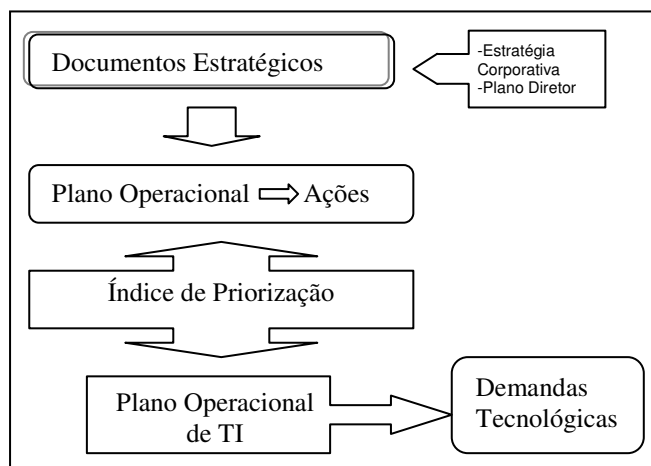 Documentos Estratégicos
-Estratégia
Corporativa
-Plano Diretor
Plano Operacional Ações
Índice de Priorização
Plano Operacional
de TI
Demandas
Tecnológicas